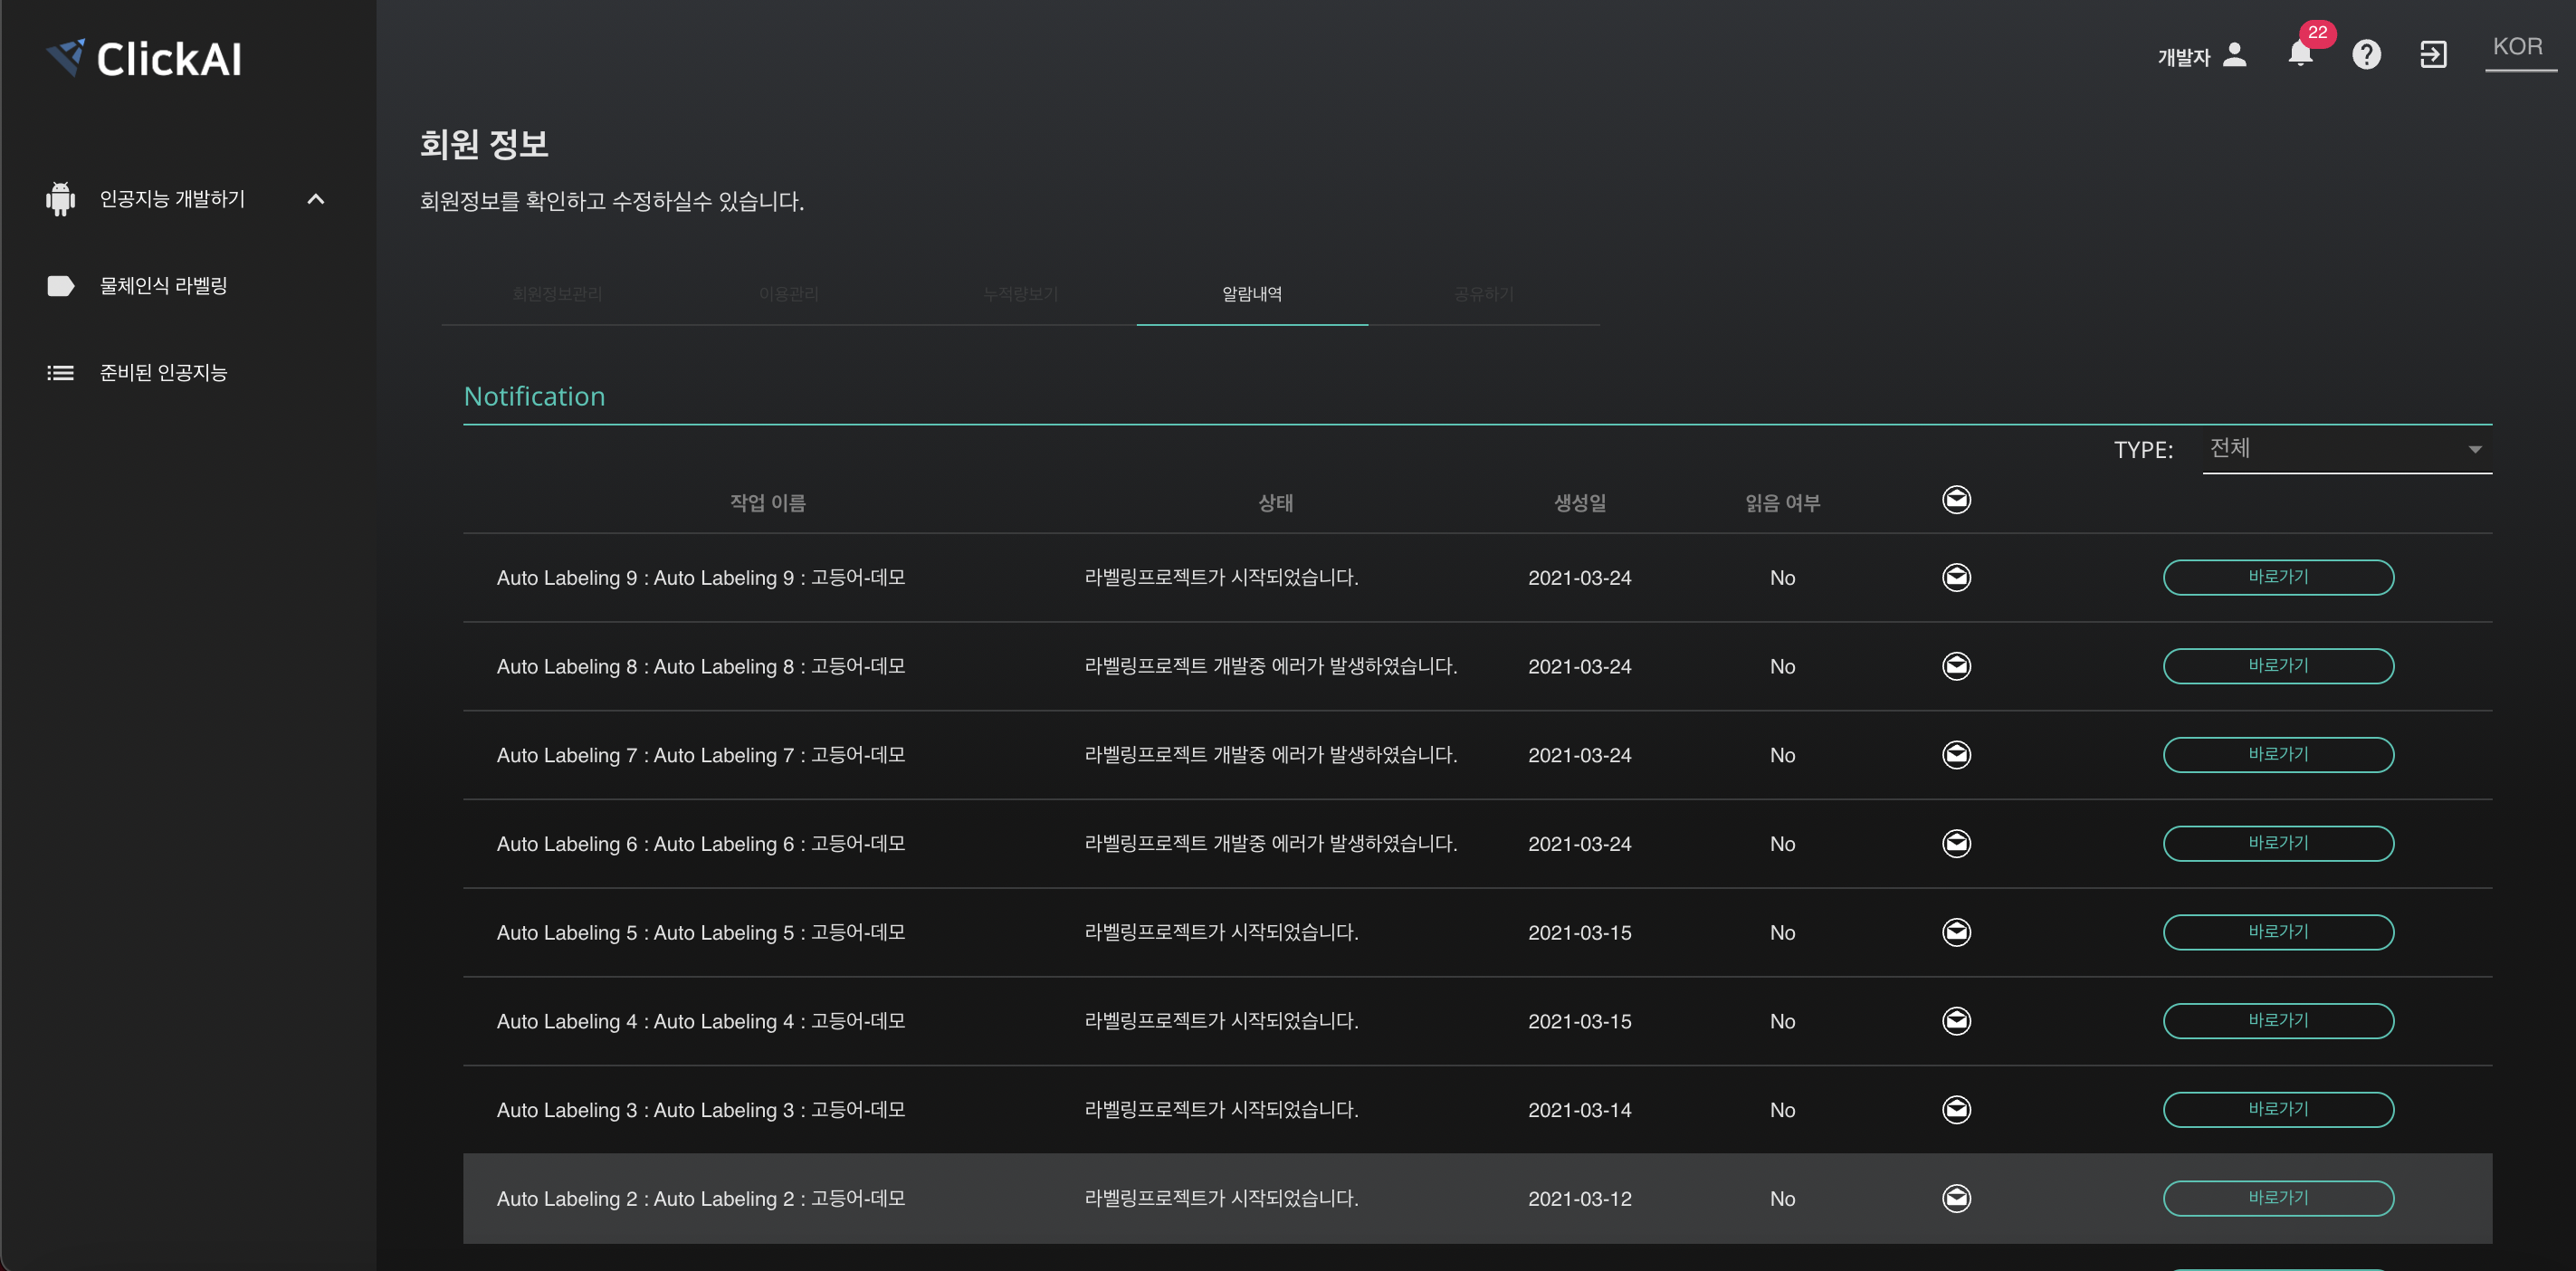 ClickAI
개발자
22
KOR
인공지능 개발하기
물체인식 라벨링
준비된 인공지능
회원 정보
회원정보를 확인하고 수정하실수 있습니다.
회원정보관리 이용관리 누적량보기 알람내역 공유하기
Notification
TYPE: 전체
작업 이름 상태 생성일 읽음 여부
Auto Labeling 9 : Auto Labeling 9 : 고등어-데모 라벨링프로젝트가 시작되었습니다. 2021-03-24 No 바로가기
Auto Labeling 8 : Auto Labeling 8 : 고등어-데모 라벨링프로젝트 개발중 에러가 발생하였습니다. 2021-03-24 No 바로가기
Auto Labeling 7 : Auto Labeling 7 : 고등어-데모 라벨링프로젝트 개발중 에러가 발생하였습니다. 2021-03-24 No 바로가기
Auto Labeling 6 : Auto Labeling 6 : 고등어-데모 라벨링프로젝트 개발중 에러가 발생하였습니다. 2021-03-24 No 바로가기
Auto Labeling 5 : Auto Labeling 5 : 고등어-데모 라벨링프로젝트가 시작되었습니다. 2021-03-15 No 바로가기
Auto Labeling 4 : Auto Labeling 4 : 고등어-데모 라벨링프로젝트가 시작되었습니다. 2021-03-15 No 바로가기
Auto Labeling 3 : Auto Labeling 3 : 고등어-데모 라벨링프로젝트가 시작되었습니다. 2021-03-14 No 바로가기
Auto Labeling 2 : Auto Labeling 2 : 고등어-데모 라벨링프로젝트가 시작되었습니다. 2021-03-12 No 바로가기